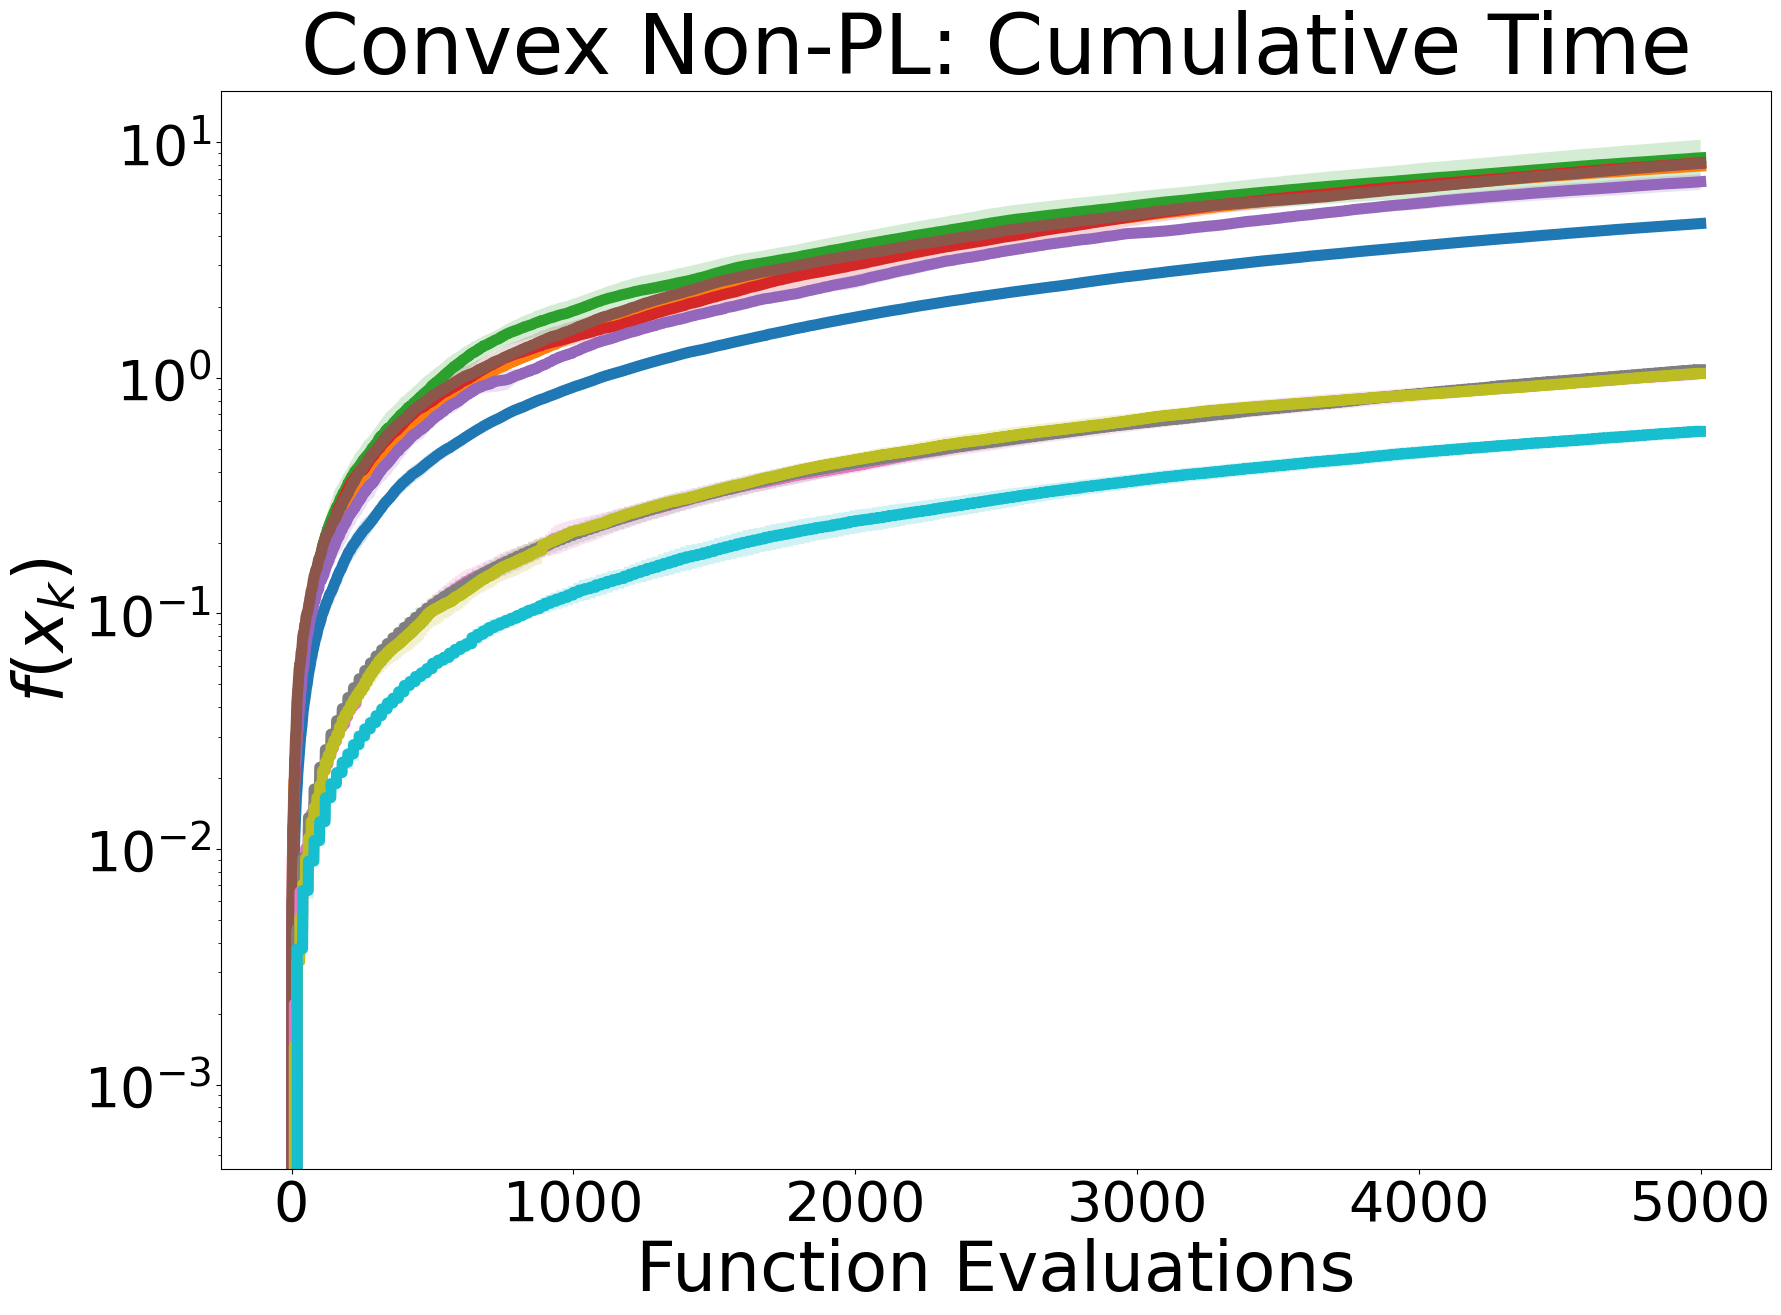 Convex Non-PL: Cumulative Time
f(x_k)
10^1
10^0
10^{-1}
10^{-2}
10^{-3}
0 1000 2000 3000 4000 5000
Function Evaluations